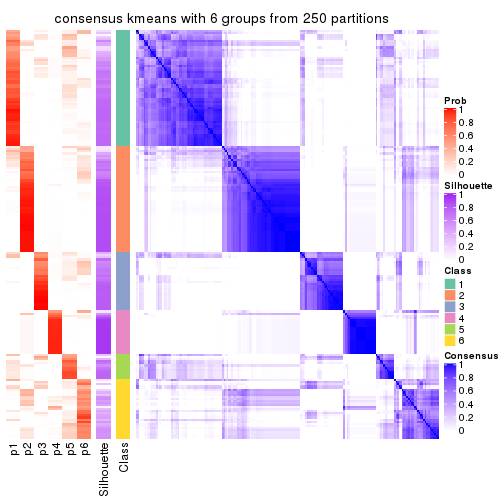 consensus kmeans with 6 groups from 250 partitions
p1
p2
p3
p4
p5
p6
Silhouette
Class
Prob
1
0.8
0.6
0.4
0.2
0
Silhouette
1
0.8
0.6
0.4
0.2
0
Class
1
2
3
4
5
6
Consensus
1
0.8
0.6
0.4
0.2
0